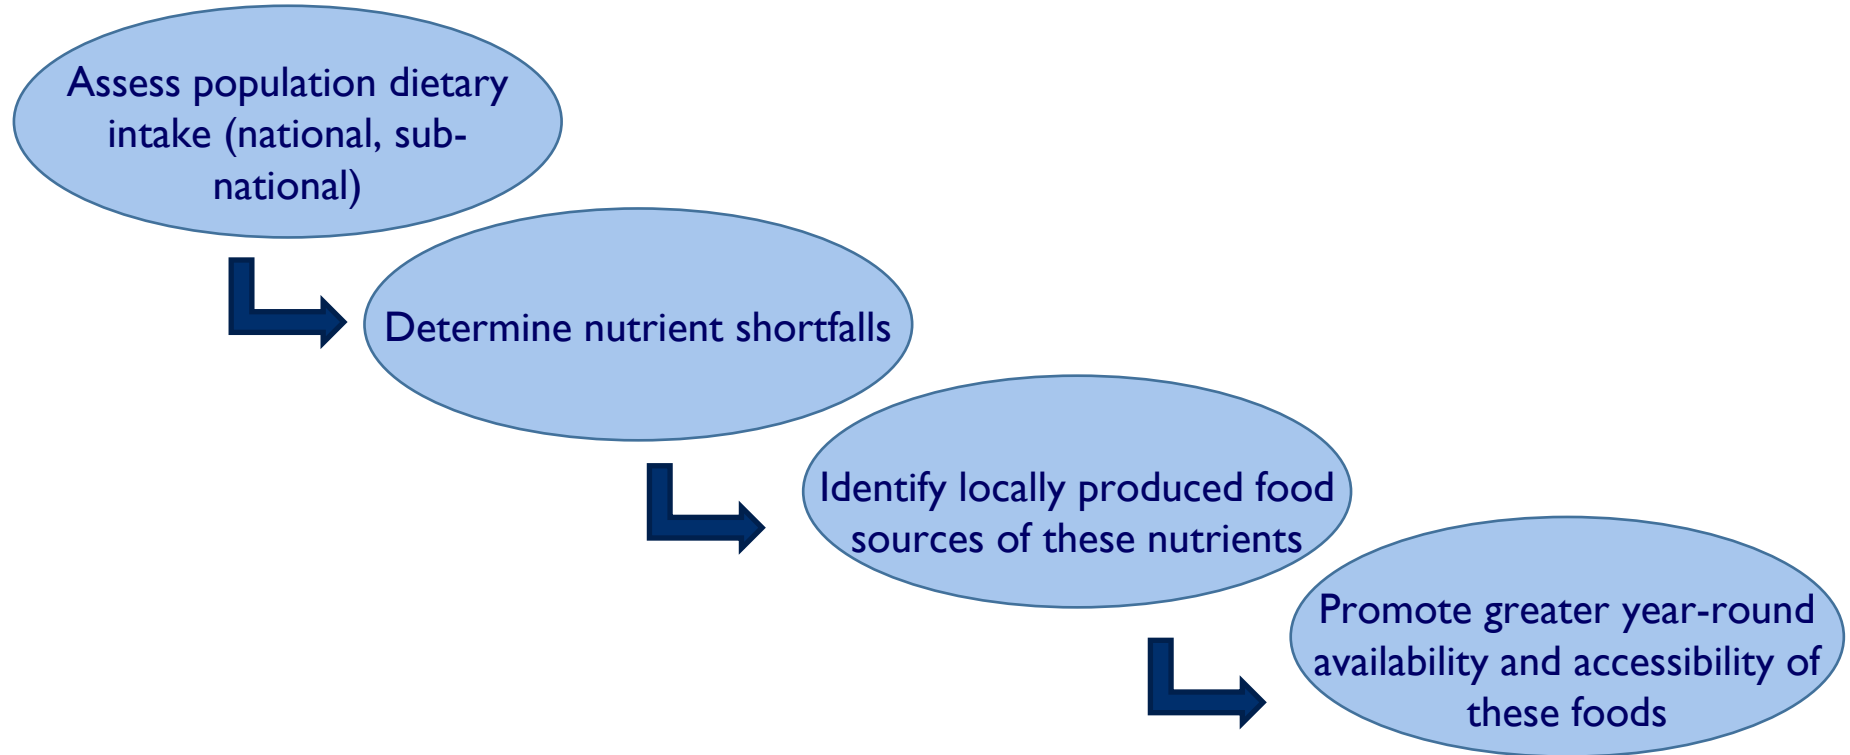 Assess population dietary
intake (national, sub-
national)
Determine nutrient shortfalls
Identify locally produced food
sources of these nutrients
Promote greater year-round
availability and accessibility of
these foods